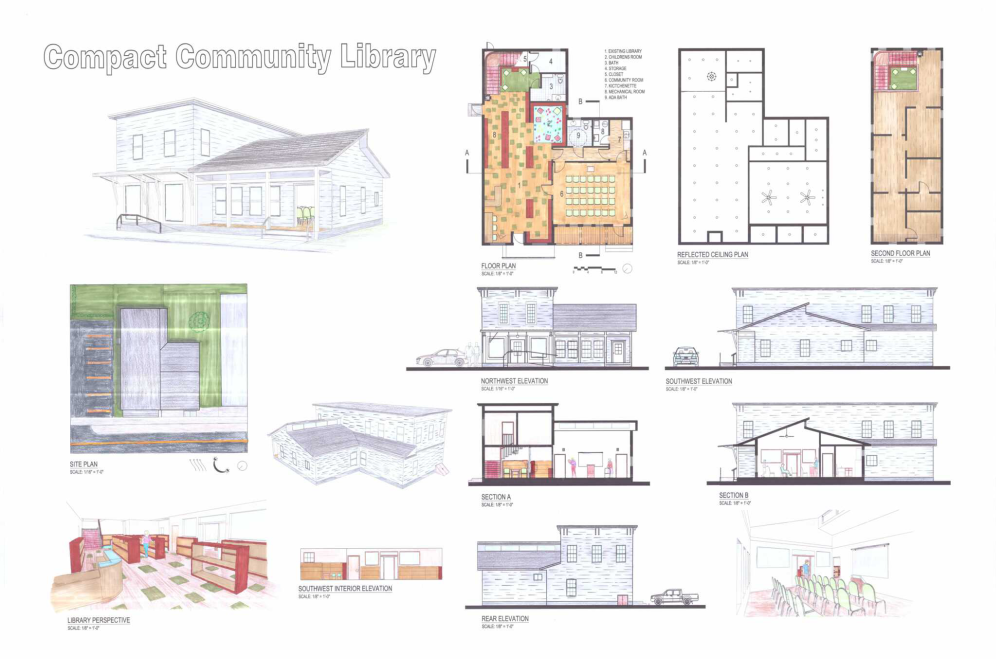 Compact Community Library
1. EXISTING LIBRARY
2. CHILDRENS ROOM
3. BATH
4. STORAGE
5. CLOSET
6. COMMUNITY ROOM
7. KICTCHENETTE
8. MECHANICAL ROOM
9. ADA BATH
5
4
3
2
B
8
9
8
7
A
A
1
6
B
FLOOR PLAN
SCALE: 1/8" = 1'-0"
REFLECTED CEILING PLAN
SCALE: 1/8" = 1'-0"
SECOND FLOOR PLAN
SCALE: 1/8" = 1'-0"
NORTHWEST ELEVATION
SCALE: 1/16" = 1'-0"
SOUTHWEST ELEVATION
SCALE: 1/8" = 1'-0"
SITE PLAN
SCALE: 1/16" = 1'-0"
SECTION A
SCALE: 1/8" = 1'-0"
SECTION B
SCALE: 1/8" = 1'-0"
SOUTHWEST INTERIOR ELEVATION
SCALE: 1/8" = 1'-0"
LIBRARY PERSPECTIVE
SCALE: 1/8" = 1'-0"
REAR ELEVATION
SCALE: 1/8" = 1'-0"